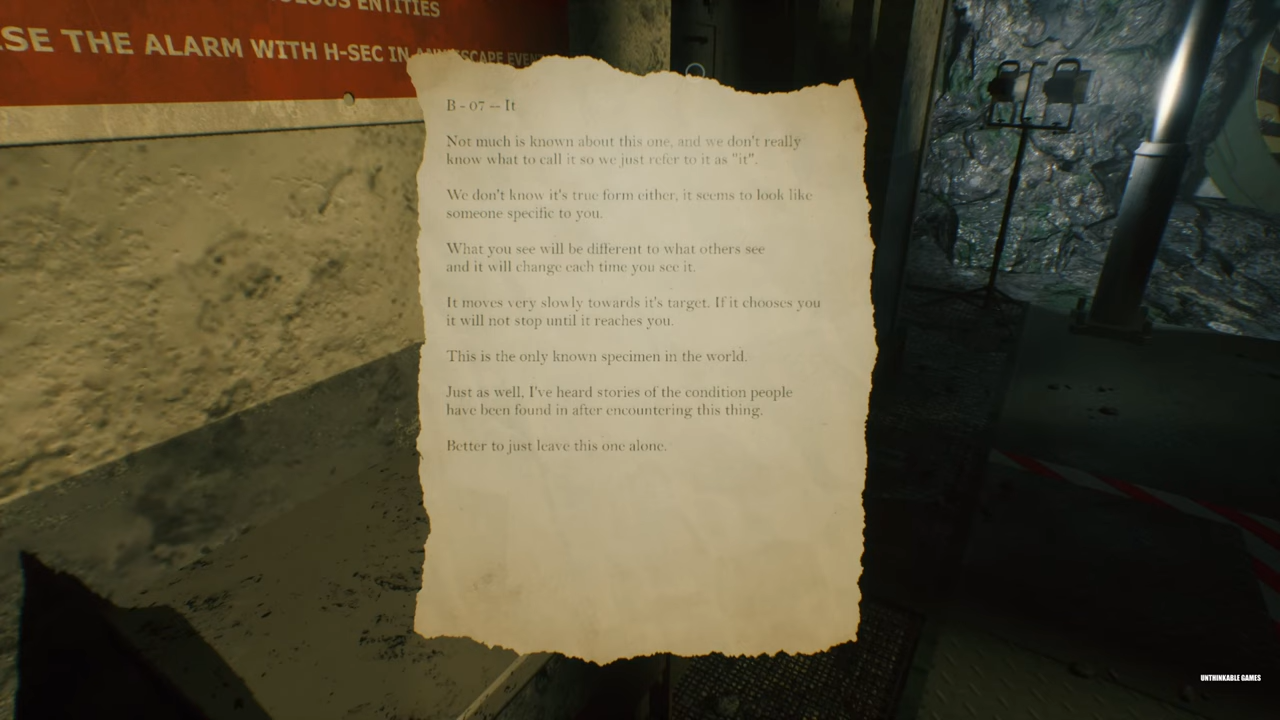 OUS ENTITIES
SE THE ALARM WITH H-SEC IN ANY ESCAPE EVENT
B - 07 -- It
Not much is known about this one, and we don't really
know what to call it so we just refer to it as "it".
We don't know it's true form either, it seems to look like
someone specific to you.
What you see will be different to what others see
and it will change each time you see it.
It moves very slowly towards it's target. If it chooses you
it will not stop until it reaches you.
This is the only known specimen in the world.
Just as well, I've heard stories of the condition people
have been found in after encountering this thing.
Better to just leave this one alone.
UNTHINKABLE GAMES